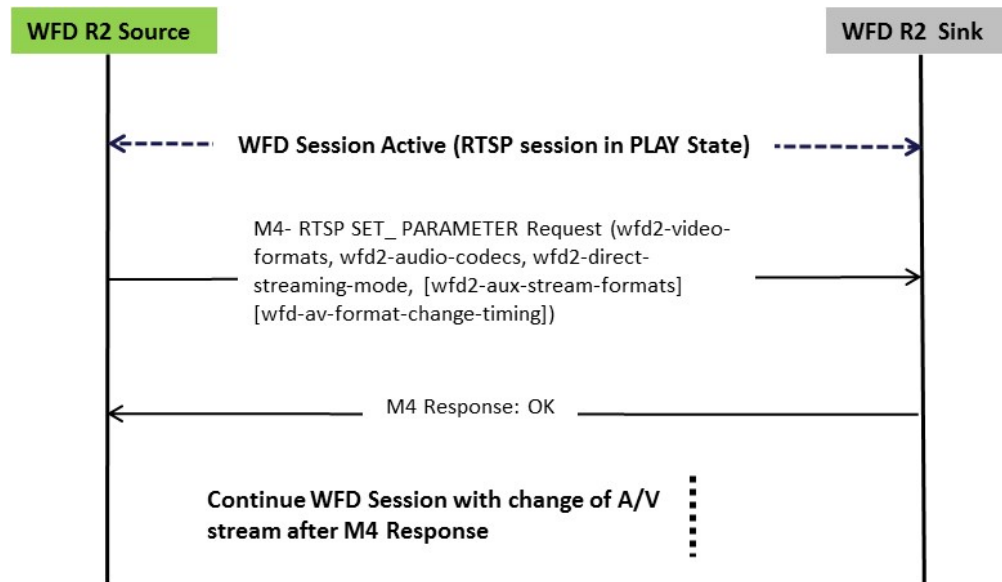 WFD R2 Source
WFD R2 Sink
WFD Session Active (RTSP session in PLAY State)
M4- RTSP SET_ PARAMETER Request (wfd2-video-
formats, wfd2-audio-codecs, wfd2-direct-
streaming-mode, [wfd2-aux-stream-formats]
[wfd-av-format-change-timing])
M4 Response: OK
Continue WFD Session with change of A/V
stream after M4 Response